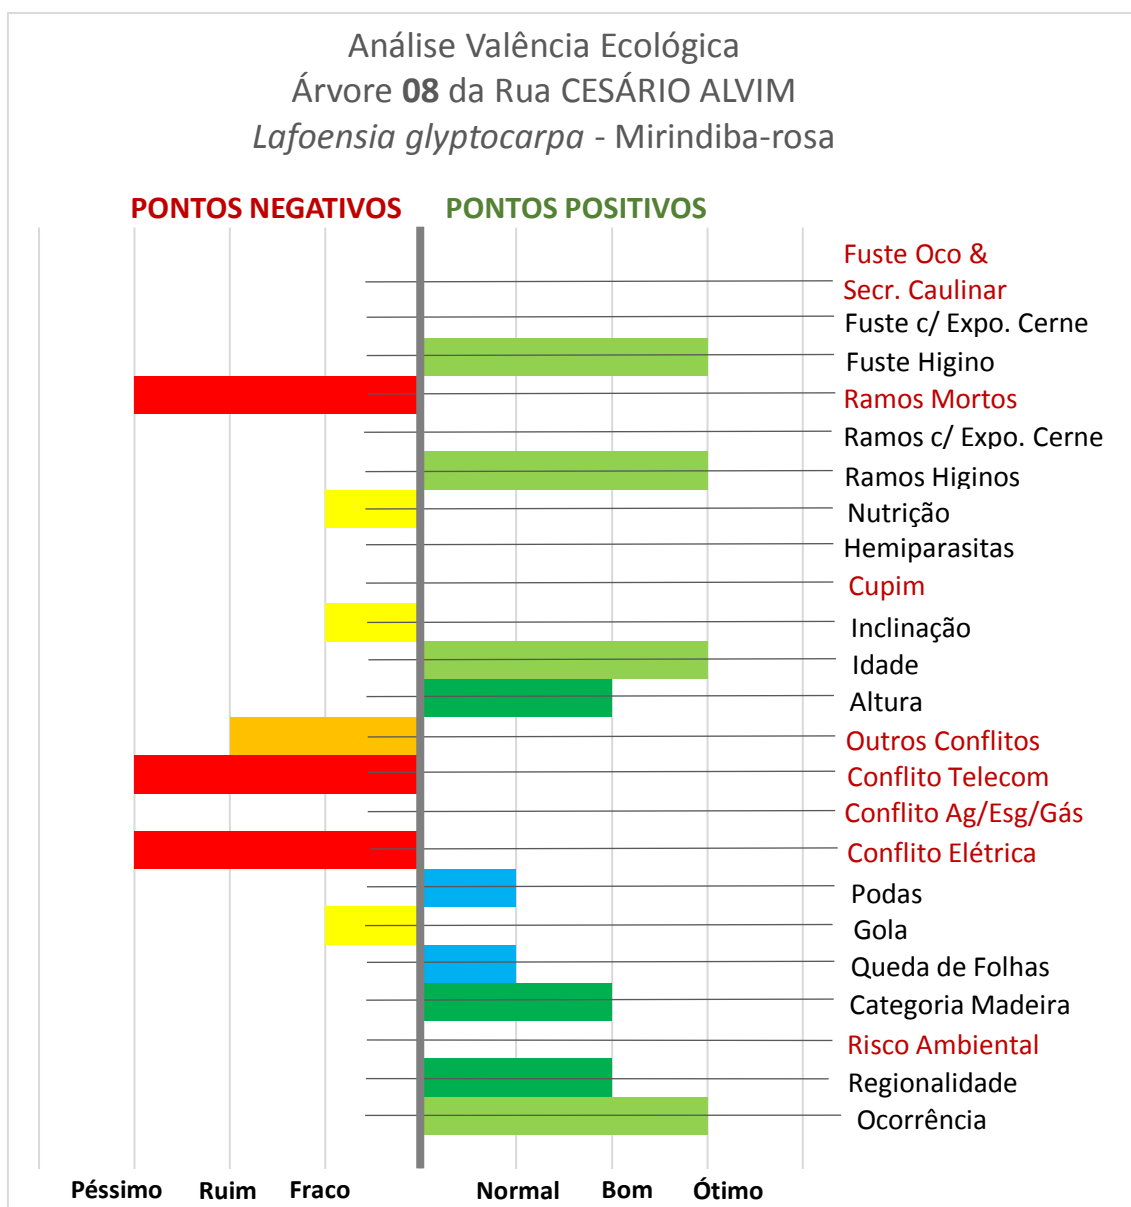 Análise Valência Ecológica
Árvore 08 da Rua CESÁRIO ALVIM
Lafoensia glyptocarpa - Mirindiba-rosa
PONTOS NEGATIVOS PONTOS POSITIVOS
Fuste Oco &
Secr. Caulinar
Fuste c/ Expo. Cerne
Fuste Higino
Ramos Mortos
Ramos c/ Expo. Cerne
Ramos Higinos
Nutrição
Hemiparasitas
Cupim
Inclinação
Idade
Altura
Outros Conflitos
Conflito Telecom
Conflito Ag/Esg/Gás
Conflito Elétrica
Podas
Gola
Queda de Folhas
Categoria Madeira
Risco Ambiental
Regionalidade
Ocorrência
Péssimo Ruim Fraco Normal Bom Ótimo